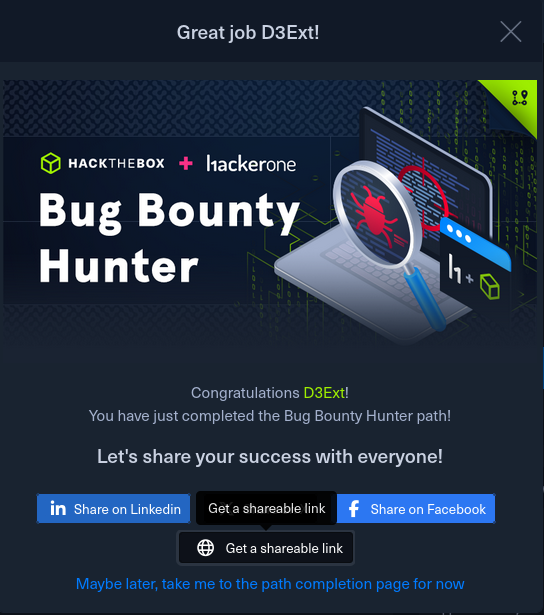 Great job D3Ext!
HACKTHEBOX + hackerone
Bug Bounty
Hunter
h +
Congratulations D3Ext!
You have just completed the Bug Bounty Hunter path!
Let's share your success with everyone!
in Share on Linkedin
Get a shareable link
f Share on Facebook
Get a shareable link
Maybe later, take me to the path completion page for now